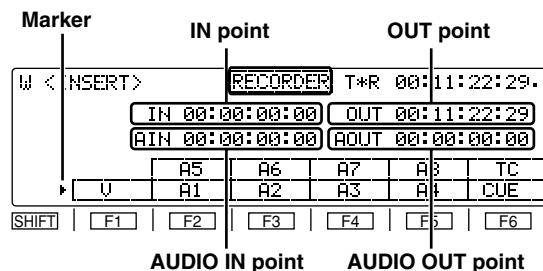 Marker
IN point OUT point
W <INSERT> RECORDER T*R 00:11:22:29.
IN 00:00:00:00 OUT 00:11:22:29
AIN 00:00:00:00 AOUT 00:00:00:00
A5 A6 A7 A8 TC
V A1 A2 A3 A4 CUE
SHIFT F1 F2 F3 F4 F5 F6
AUDIO IN point AUDIO OUT point